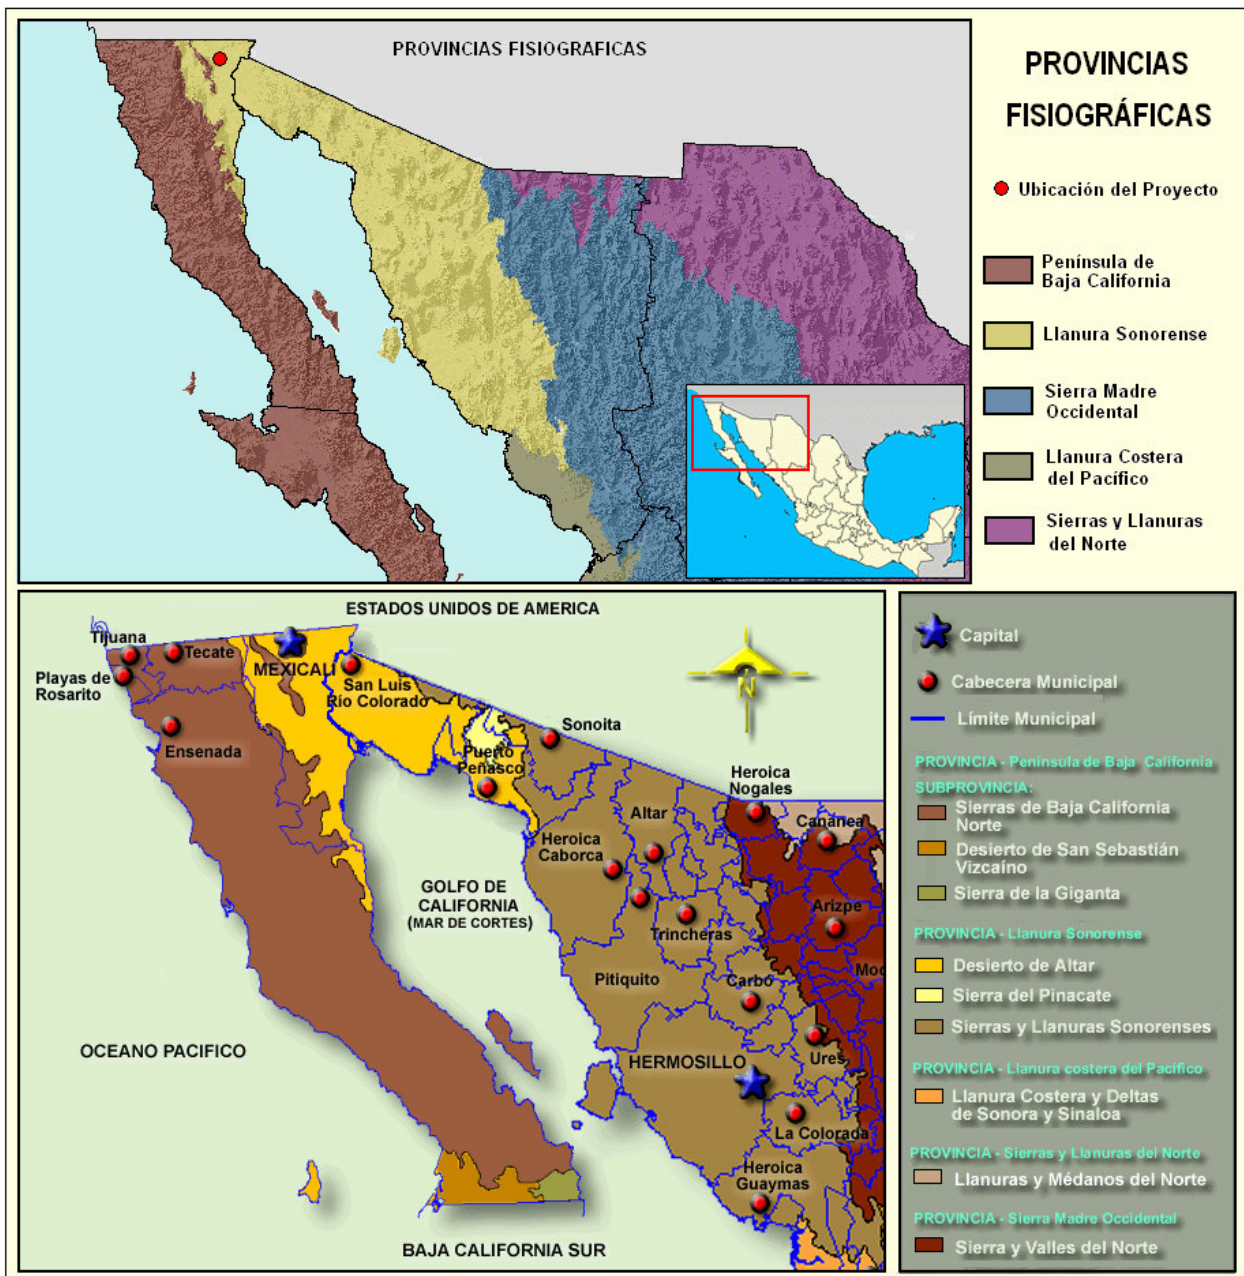 PROVINCIAS FISIOGRAFICAS
PROVINCIAS
FISIOGRÁFICAS
Ubicación del Proyecto
Península de
Baja California
Llanura Sonorense
Sierra Madre
Occidental
Llanura Costera
del Pacífico
Sierras y Llanuras
del Norte
ESTADOS UNIDOS DE AMERICA
Tijuana
Tecate
Playas de
Rosarito
MEXICALI
San Luis
Río Colorado
Ensenada
Sonoita
Puerto
Peñasco
N
Heroica
Nogales
Cananea
Altar
Heroica
Caborca
GOLFO DE
CALIFORNIA
(MAR DE CORTES)
Trincheras
Arizpe
Pitiquito
Carbó
Moc
OCEANO PACIFICO
HERMOSILLO
Ures
La Colorada
Heroica
Guaymas
BAJA CALIFORNIA SUR
Capital
Cabecera Municipal
Límite Municipal
PROVINCIA - Peninsula de Baja California
SUBPROVINCIA:
Sierras de Baja California
Norte
Desierto de San Sebastián
Vizcaíno
Sierra de la Giganta
PROVINCIA - Llanura Sonorense
Desierto de Altar
Sierra del Pinacate
Sierras y Llanuras Sonorenses
PROVINCIA - Llanura costera del Pacífico
Llanura Costera y Deltas
de Sonora y Sinaloa
PROVINCIA - Sierras y Llanuras del Norte
Llanuras y Médanos del Norte
PROVINCIA - Sierra Madre Occidental
Sierra y Valles del Norte